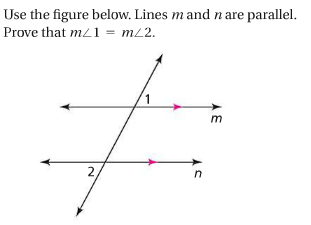 Use the figure below. Lines m and n are parallel.
Prove that m∠1 = m∠2.
1
m
2
n